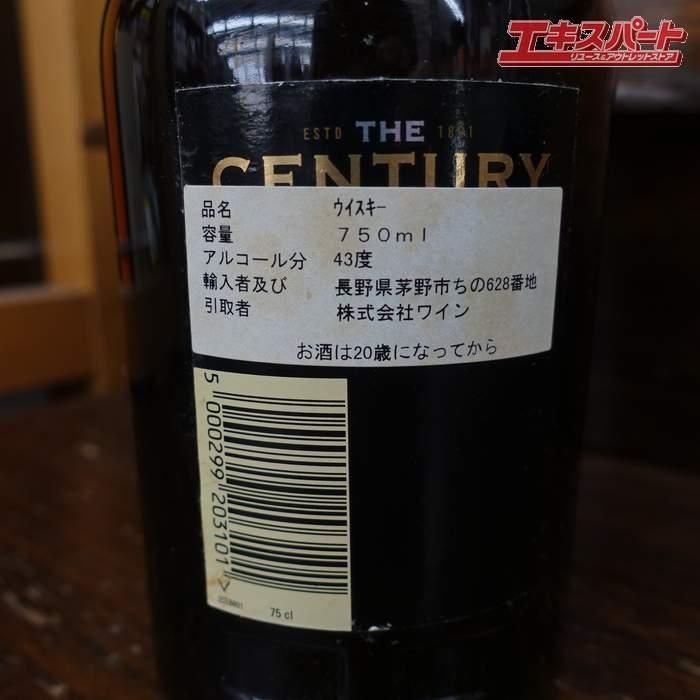 エキスパート
リユース&アウトレットストア
ESTD THE 1801
CENTURY
品名 ｳｲｽｷｰ
容量 ７５０ｍｌ
アルコール分 43度
輸入者及び 長野県茅野市ちの628番地
引取者 株式会社ワイン
お酒は20歳になってから
5 000299 203101 >
75 cl